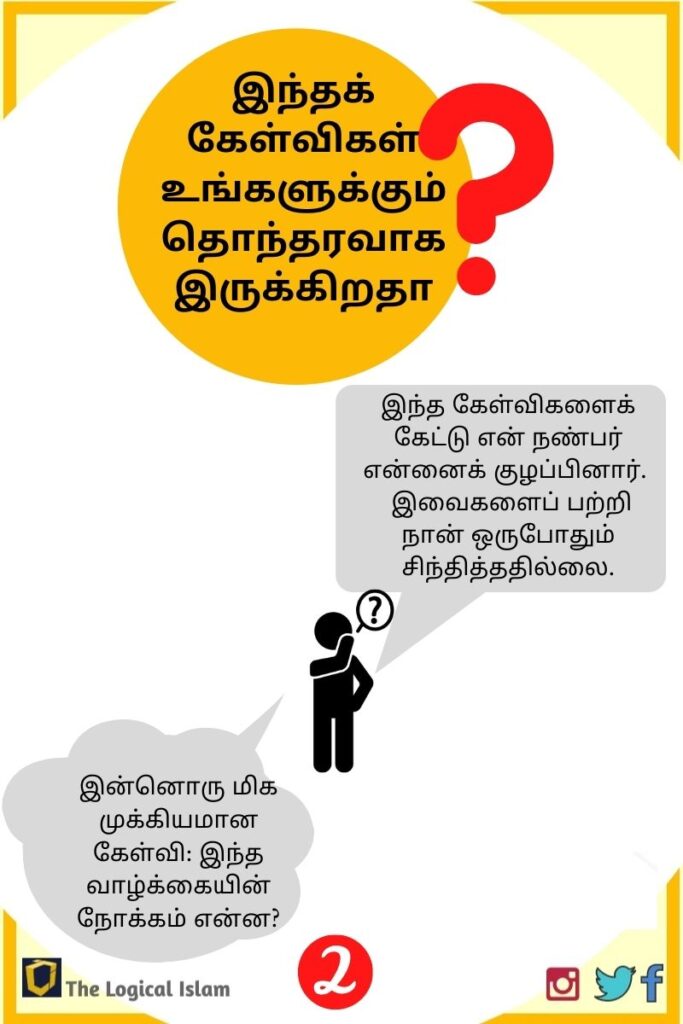 இந்தக்
கேள்விகள்
உங்களுக்கும்
தொந்தரவாக
இருக்கிறதா
?
இந்த கேள்விகளைக்
கேட்டு என் நண்பர்
என்னைக் குழப்பினார்.
இவைகளைப் பற்றி
நான் ஒருபோதும்
சிந்தித்ததில்லை.
?
இன்னொரு மிக
முக்கியமான
கேள்வி: இந்த
வாழ்க்கையின்
நோக்கம் என்ன?
2
The Logical Islam